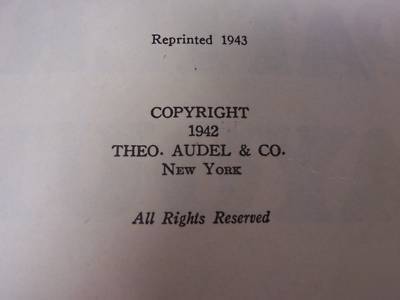 Reprinted 1943
COPYRIGHT
1942
THEO. AUDEL & CO.
NEW YORK
All Rights Reserved